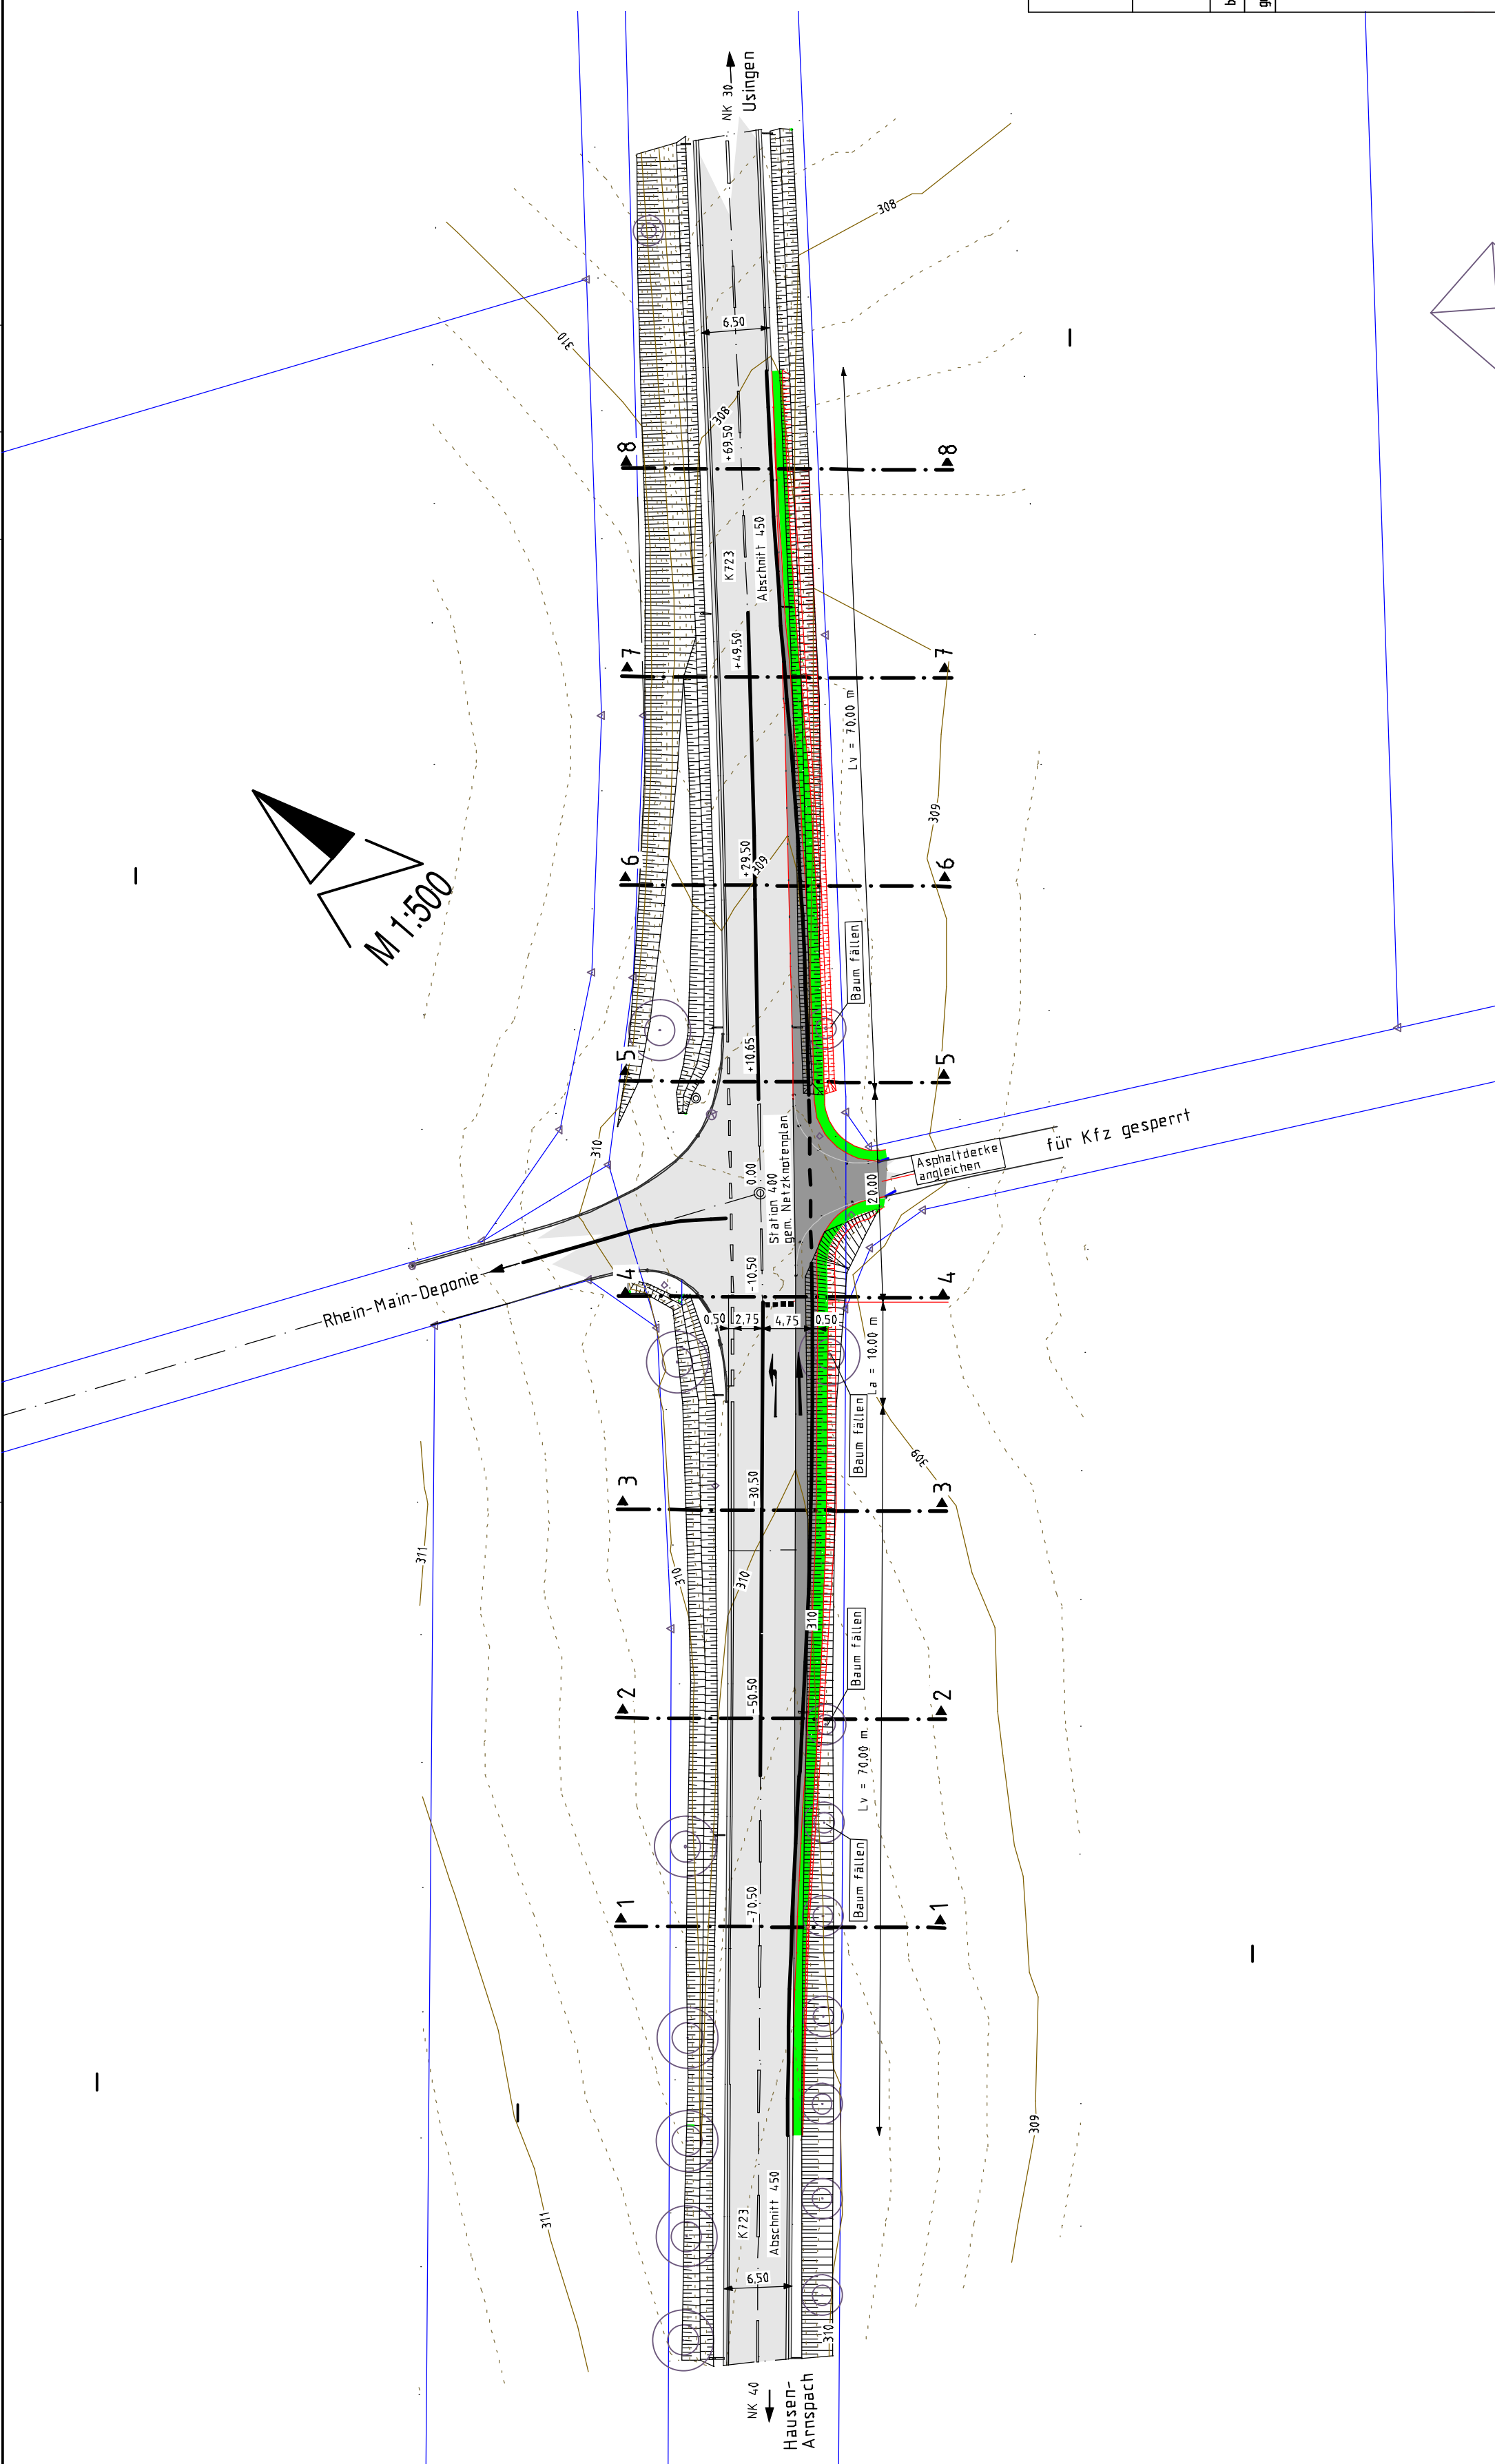 NK 30
Usingen
308
310
6.50
308
+69.50
8
8
K723
Abschnitt 450
7
+49.50
7
Lv = 70.00 m
M 1:500
309
6
+29.50
309
6
Baum fällen
5
+10.65
5
für Kfz gesperrt
Asphaltdecke
angleichen
310
0.00
Station 400
gem. Netzknotenplan
20.00
Rhein-Main-Deponie
4
-10.50
4
0.50
2.75
4.75
0.50
La = 10.00 m
Baum fällen
309
3
-30.50
3
311
310
310
310
Baum fällen
2
-50.50
2
Lv = 70.00 m
Baum fällen
1
-70.50
1
309
311
K723
Abschnitt 450
6.50
310
NK 40
Hausen-
Arnspach